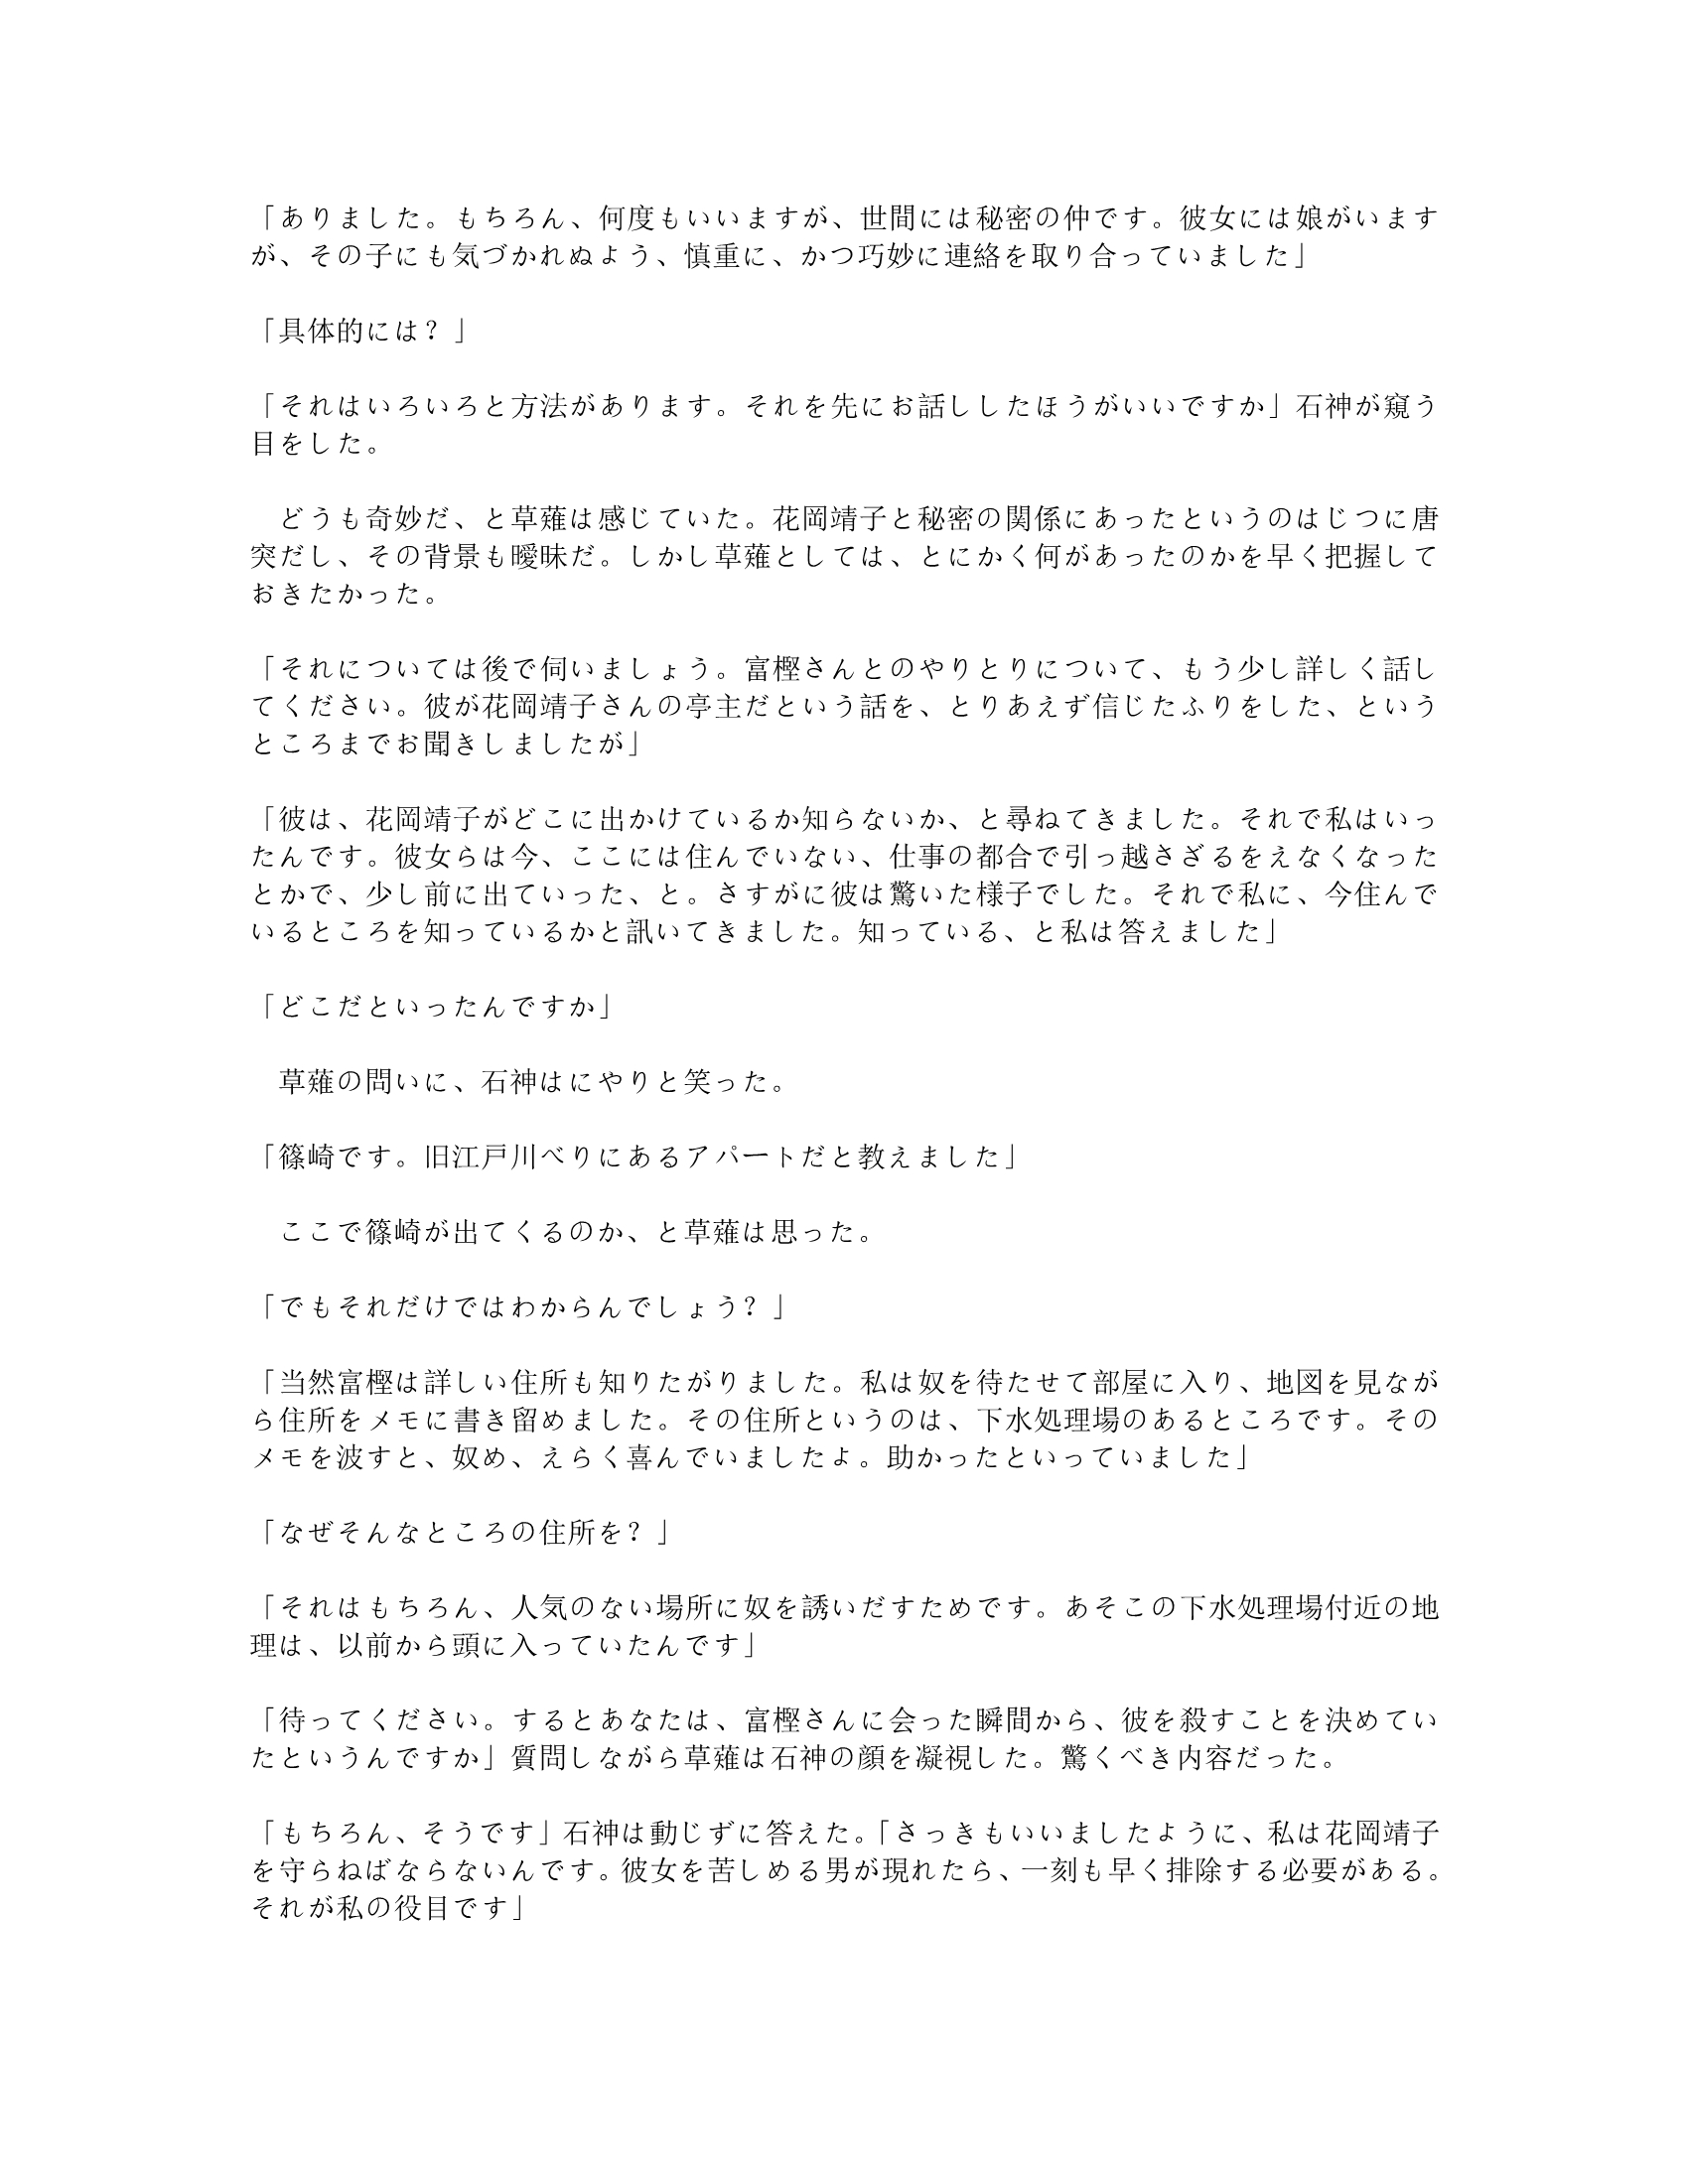 「ありました。もちろん、何度もいいますが、世間には秘密の仲です。彼女には娘がいます
が、その子にも気づかれぬよう、慎重に、かつ巧妙に連絡を取り合っていました」
「具体的には？」
「それはいろいろと方法があります。それを先にお話ししたほうがいいですか」石神が窺う
目をした。
　どうも奇妙だ、と草薙は感じていた。花岡靖子と秘密の関係にあったというのはじつに唐
突だし、その背景も曖昧だ。しかし草薙としては、とにかく何があったのかを早く把握して
おきたかった。
「それについては後で伺いましょう。富樫さんとのやりとりについて、もう少し詳しく話し
てください。彼が花岡靖子さんの亭主だという話を、とりあえず信じたふりをした、という
ところまでお聞きしましたが」
「彼は、花岡靖子がどこに出かけているか知らないか、と尋ねてきました。それで私はいっ
たんです。彼女らは今、ここには住んでいない、仕事の都合で引っ越さざるをえなくなった
とかで、少し前に出ていった、と。さすがに彼は驚いた様子でした。それで私に、今住んで
いるところを知っているかと訊いてきました。知っている、と私は答えました」
「どこだといったんですか」
　草薙の問いに、石神はにやりと笑った。
「篠崎です。旧江戸川べりにあるアパートだと教えました」
　ここで篠崎が出てくるのか、と草薙は思った。
「でもそれだけではわからんでしょう？」
「当然富樫は詳しい住所も知りたがりました。私は奴を待たせて部屋に入り、地図を見なが
ら住所をメモに書き留めました。その住所というのは、下水処理場のあるところです。その
メモを波すと、奴め、えらく喜んでいましたよ。助かったといっていました」
「なぜそんなところの住所を？」
「それはもちろん、人気のない場所に奴を誘いだすためです。あそこの下水処理場付近の地
理は、以前から頭に入っていたんです」
「待ってください。するとあなたは、富樫さんに会った瞬間から、彼を殺すことを決めてい
たというんですか」質問しながら草薙は石神の顔を凝視した。驚くべき内容だった。
「もちろん、そうです」石神は動じずに答えた。「さっきもいいましたように、私は花岡靖子
を守らねばならないんです。彼女を苦しめる男が現れたら、一刻も早く排除する必要がある。
それが私の役目です」